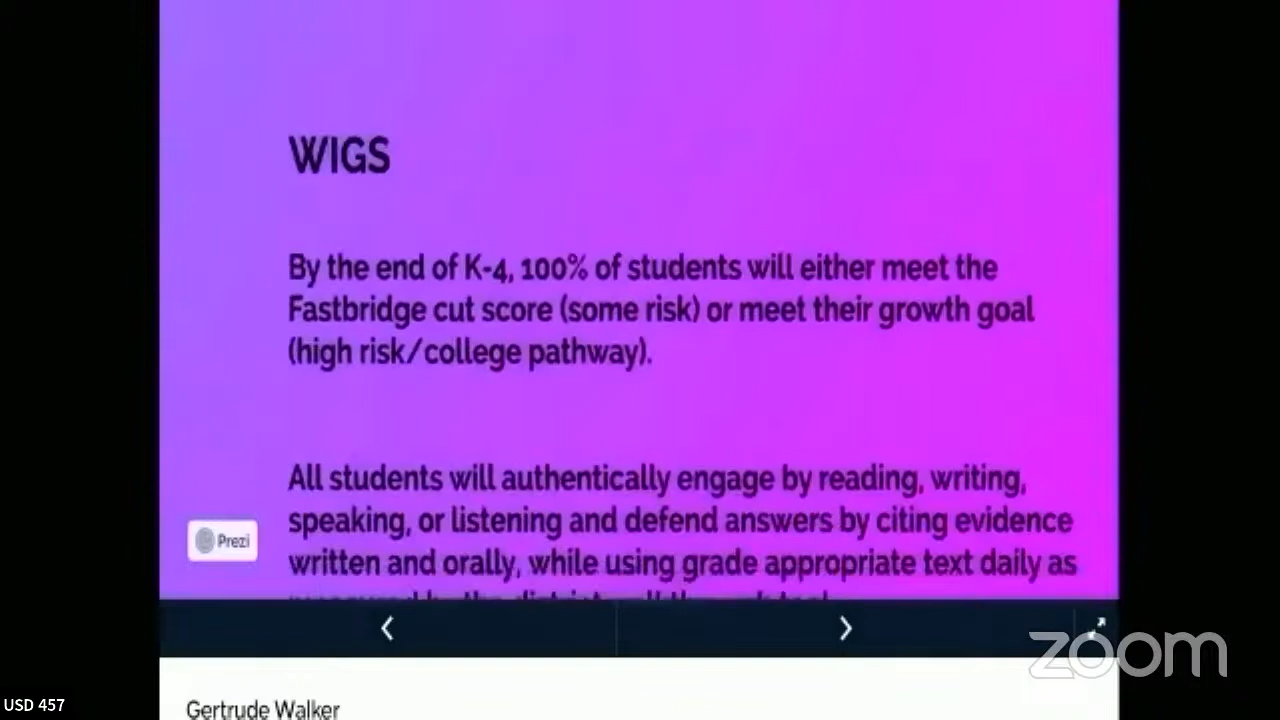 WIGS
By the end of K-4, 100% of students will either meet the
Fastbridge cut score (some risk) or meet their growth goal
(high risk/college pathway).
All students will authentically engage by reading, writing,
speaking, or listening and defend answers by citing evidence
written and orally, while using grade appropriate text daily as
Prezi
zoom
USD 457
Gertrude Walker